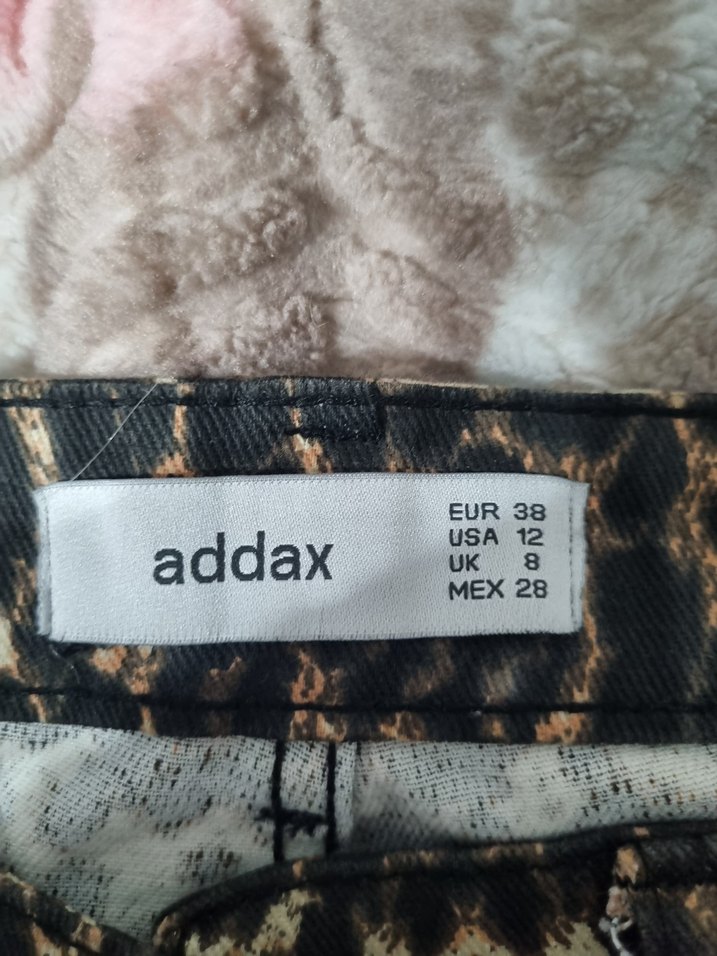 addax
EUR 38
USA 12
UK 8
MEX 28